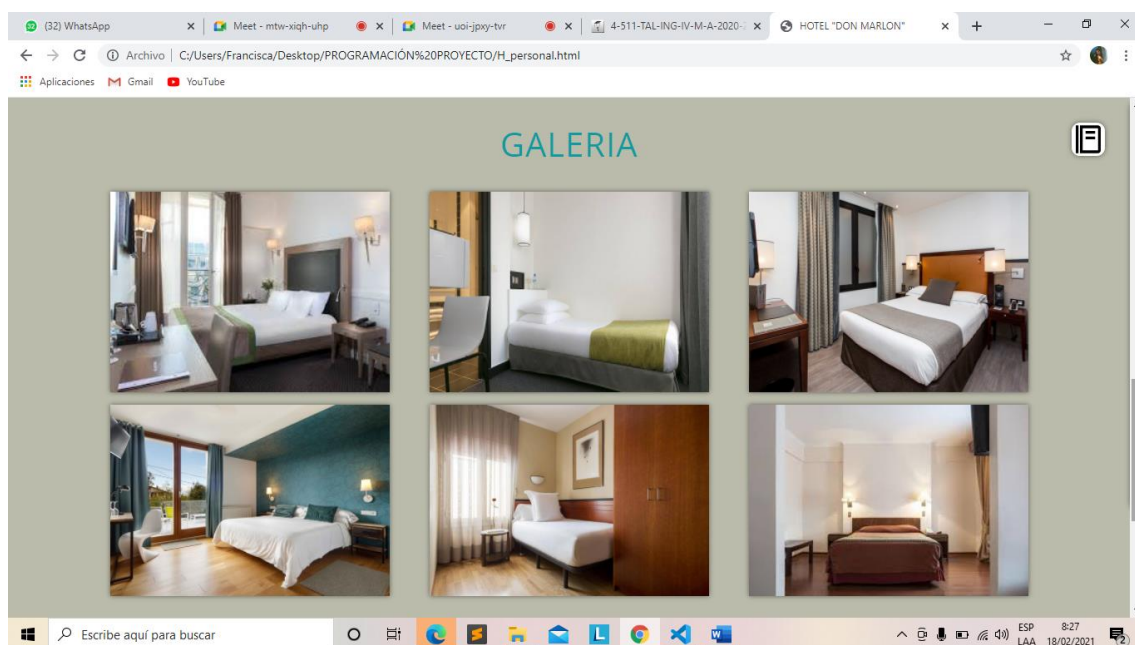 (32) WhatsApp
Meet - mtw-xiqh-uhp
Meet - uoi-jpxy-tvr
4-511-TAL-ING-IV-M-A-2020-
HOTEL "DON MARLON"
Archivo C:/Users/Francisca/Desktop/PROGRAMACIÓN%20PROYECTO/H_personal.html
Aplicaciones
Gmail
YouTube
GALERIA
Escribe aquí para buscar
ESP
LAA
8:27
18/02/2021